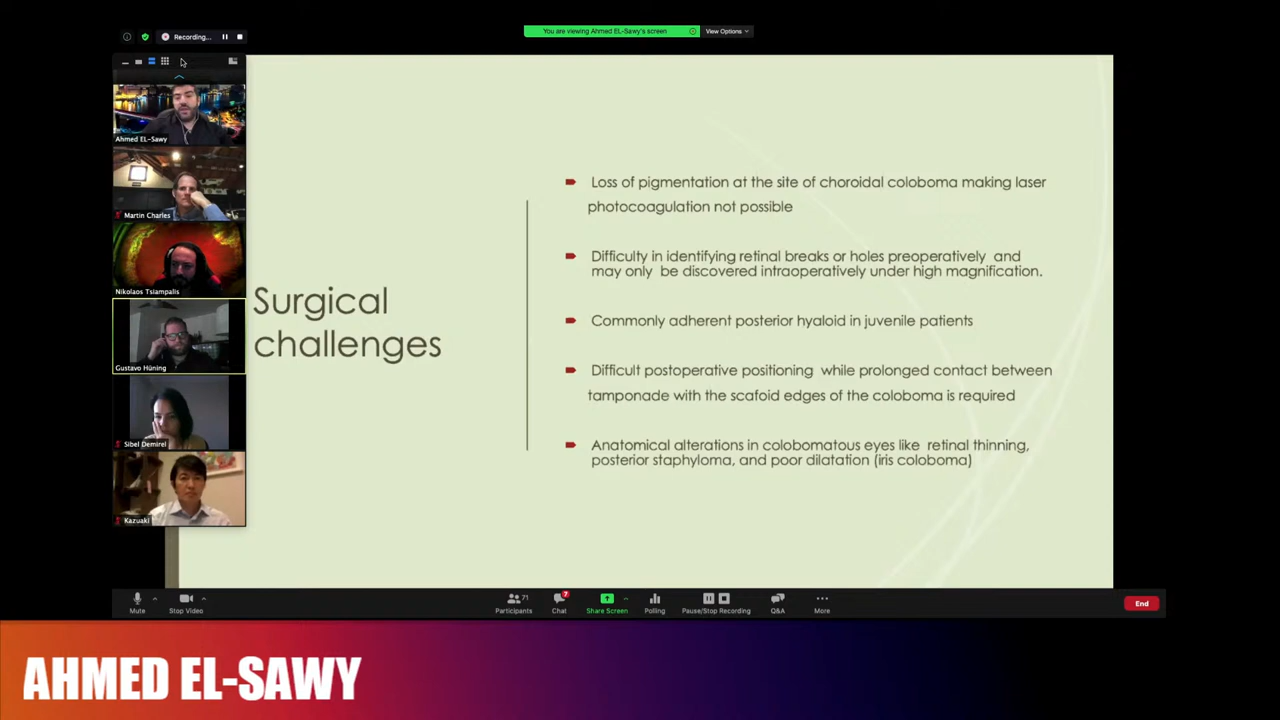 Recording...
You are viewing Ahmed EL-Sawy's screen
View Options
Ahmed EL-Sawy
Martin Charles
Nikolaos Tsiampalis
Gustavo Hüning
Sibel Demirel
Kazuaki
Surgical
challenges
Loss of pigmentation at the site of choroidal coloboma making laser
photocoagulation not possible
Difficulty in identifying retinal breaks or holes preoperatively and
may only be discovered intraoperatively under high magnification.
Commonly adherent posterior hyaloid in juvenile patients
Difficult postoperative positioning while prolonged contact between
tamponade with the scafoid edges of the coloboma is required
Anatomical alterations in colobomatous eyes like retinal thinning,
posterior staphyloma, and poor dilatation (iris coloboma)
Mute
Stop Video
71
Participants
7
Chat
Share Screen
Polling
Pause/Stop Recording
Q&A
More
End
AHMED EL-SAWY